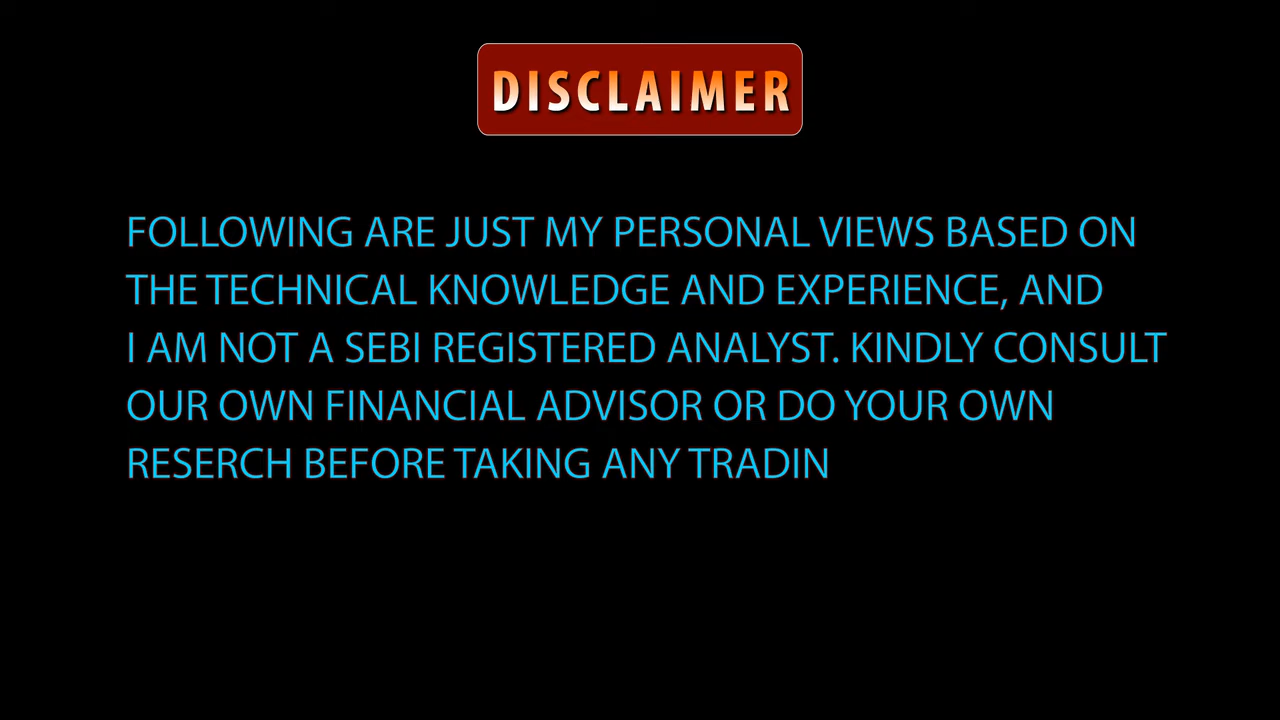 DISCLAIMER
FOLLOWING ARE JUST MY PERSONAL VIEWS BASED ON
THE TECHNICAL KNOWLEDGE AND EXPERIENCE, AND
I AM NOT A SEBI REGISTERED ANALYST. KINDLY CONSULT
OUR OWN FINANCIAL ADVISOR OR DO YOUR OWN
RESERCH BEFORE TAKING ANY TRADIN